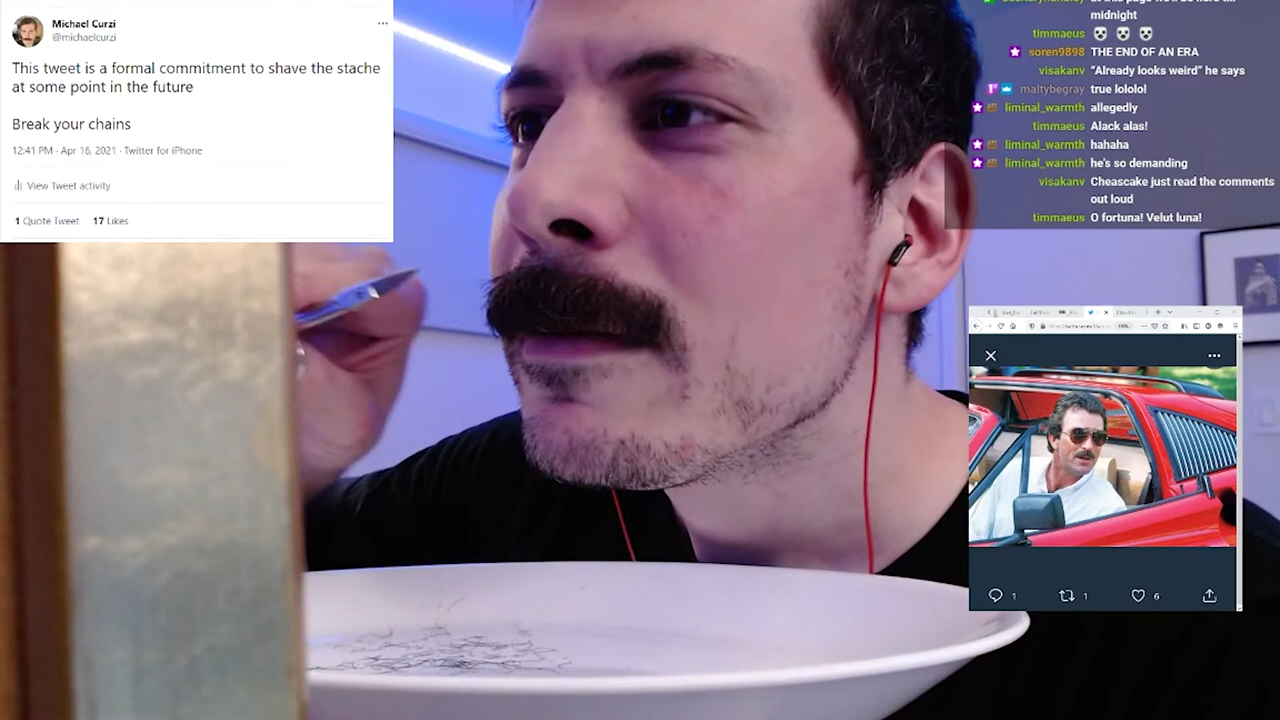 Michael Curzi
@michaelcurzi
This tweet is a formal commitment to shave the stache
at some point in the future
Break your chains
12:41 PM · Apr 16, 2021 · Twitter for iPhone
View Tweet activity
1 Quote Tweet 17 Likes
midnight
timmaeus
soren9898 THE END OF AN ERA
visakanv “Already looks weird” he says
maltybegray true lololol
liminal_warmth allegedly
timmaeus Alack alas!
liminal_warmth hahaha
liminal_warmth he's so demanding
visakanv Cheascake just read the comments
out loud
timmaeus O fortuna! Velut luna!
1 1 6